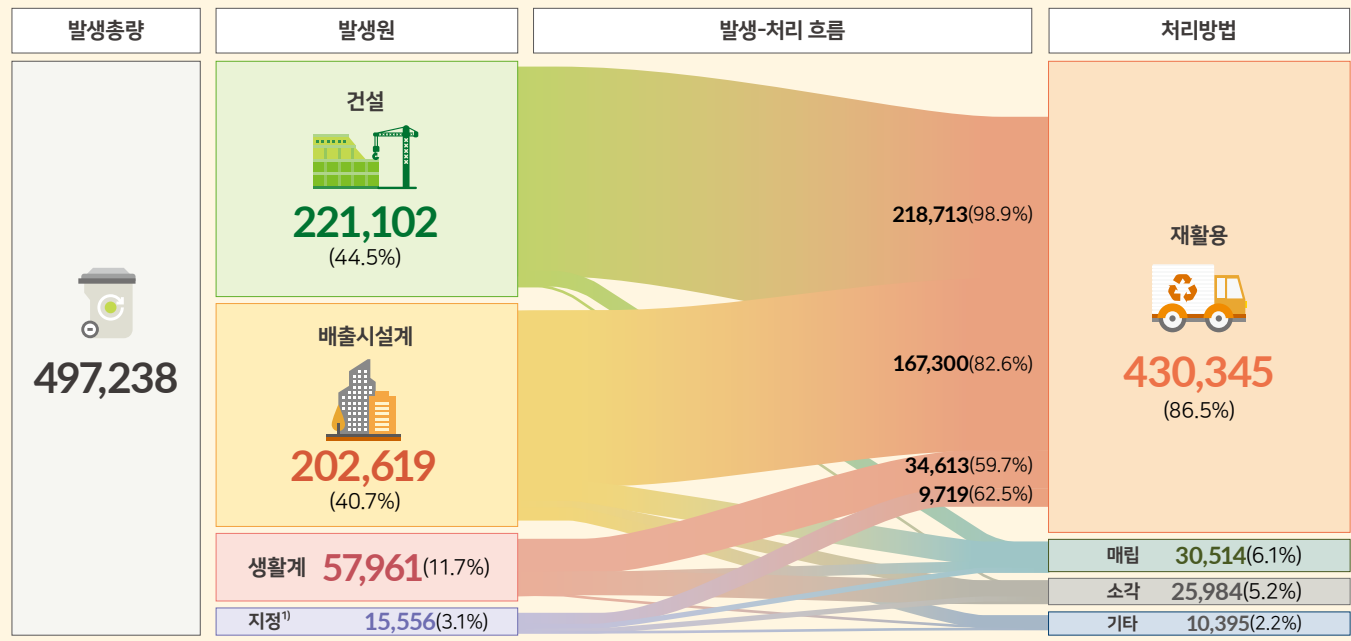 발생총량
발생원
발생-처리 흐름
처리방법
497,238
건설
221,102
(44.5%)
배출시설계
202,619
(40.7%)
생활계 57,961(11.7%)
지정1) 15,556(3.1%)
218,713(98.9%)
167,300(82.6%)
34,613(59.7%)
9,719(62.5%)
재활용
430,345
(86.5%)
매립 30,514(6.1%)
소각 25,984(5.2%)
기타 10,395(2.2%)